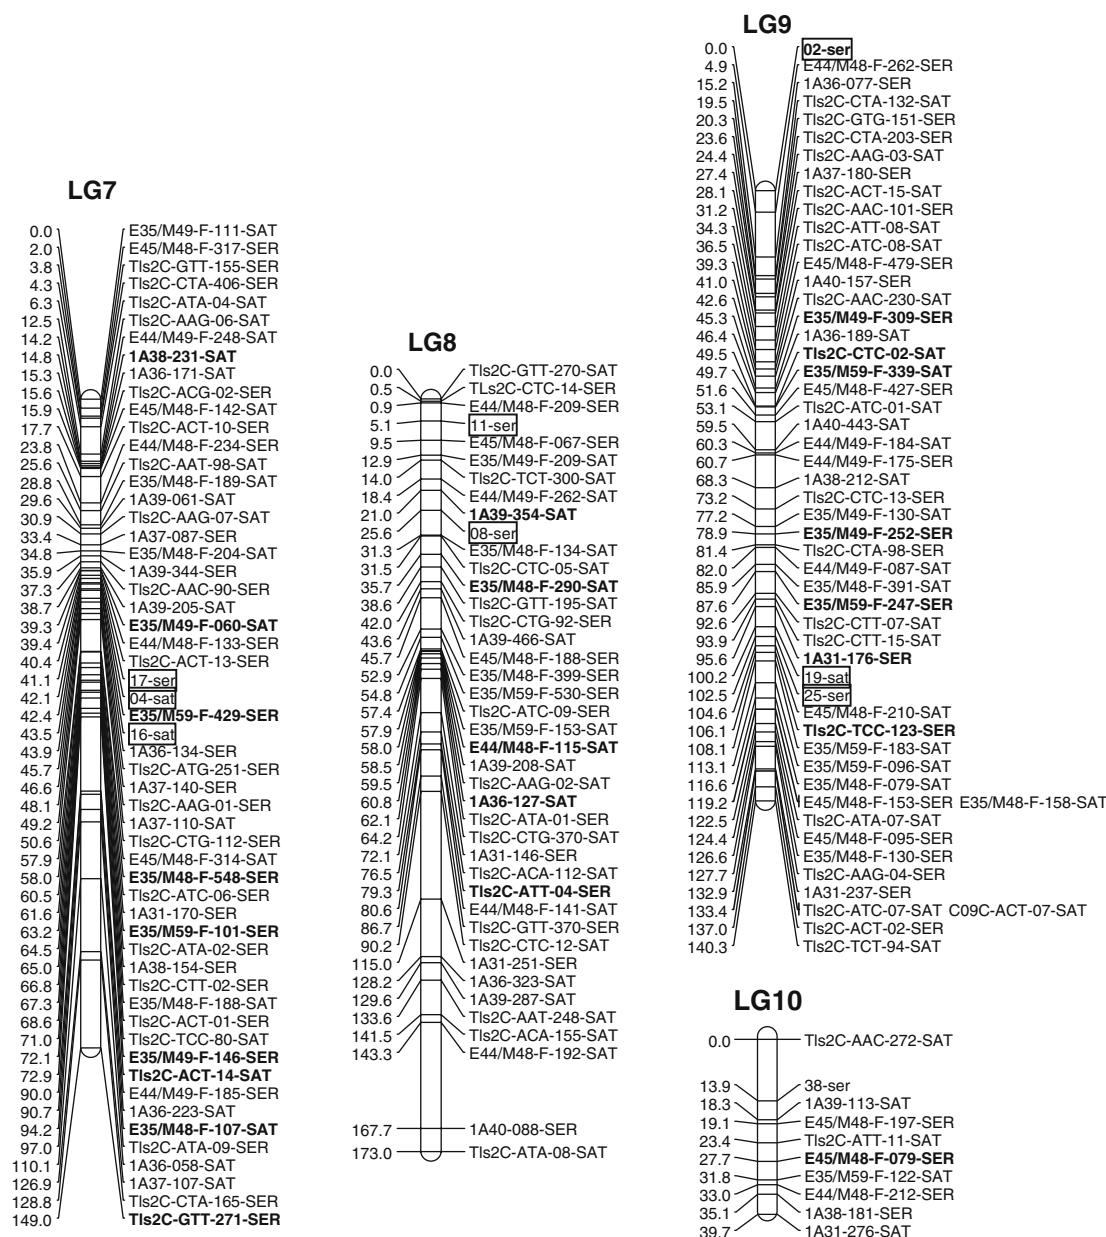 LG7
0.0 E35/M49-F-111-SAT
2.0 E45/M48-F-317-SER
3.8 Tls2C-GTT-155-SER
4.3 Tls2C-CTA-406-SER
6.3 Tls2C-ATA-04-SAT
12.5 Tls2C-AAG-06-SAT
14.2 E44/M49-F-248-SAT
14.8 1A38-231-SAT
15.3 1A36-171-SAT
15.6 Tls2C-ACG-02-SER
15.9 E45/M48-F-142-SAT
17.7 Tls2C-ACT-10-SER
23.8 E44/M48-F-234-SER
25.6 Tls2C-AAT-98-SAT
28.8 E35/M48-F-189-SAT
29.6 1A39-061-SAT
30.9 Tls2C-AAG-07-SAT
33.4 1A37-087-SER
34.8 E35/M48-F-204-SAT
35.9 1A39-344-SER
37.3 Tls2C-AAC-90-SER
38.7 1A39-205-SAT
39.3 E35/M49-F-060-SAT
39.4 E44/M48-F-133-SER
40.4 Tls2C-ACT-13-SER
41.1 17-ser
42.1 04-sat
42.4 E35/M59-F-429-SER
43.5 16-sat
43.9 1A36-134-SER
45.7 Tls2C-ATG-251-SER
46.6 1A37-140-SER
48.1 Tls2C-AAG-01-SER
49.2 1A37-110-SAT
50.6 Tls2C-CTG-112-SER
57.9 E45/M48-F-314-SAT
58.0 E35/M48-F-548-SER
60.5 Tls2C-ATC-06-SER
61.6 1A31-170-SER
63.2 E35/M59-F-101-SER
64.5 Tls2C-ATA-02-SER
65.0 1A38-154-SER
66.8 Tls2C-CTT-02-SER
67.3 E35/M48-F-188-SAT
68.6 Tls2C-ACT-01-SER
71.0 Tls2C-TCC-80-SAT
72.1 E35/M49-F-146-SER
72.9 Tls2C-ACT-14-SAT
90.0 E44/M49-F-185-SER
90.7 1A36-223-SAT
94.2 E35/M48-F-107-SAT
97.0 Tls2C-ATA-09-SER
110.1 1A36-058-SAT
126.9 1A37-107-SAT
128.8 Tls2C-CTA-165-SER
149.0 Tls2C-GTT-271-SER
LG8
0.0 Tls2C-GTT-270-SAT
0.5 TLs2C-CTC-14-SER
0.9 E44/M48-F-209-SER
5.1 11-ser
9.5 E45/M48-F-067-SER
12.9 E35/M49-F-209-SAT
14.0 Tls2C-TCT-300-SAT
18.4 E44/M49-F-262-SAT
21.0 1A39-354-SAT
25.6 08-ser
31.3 E35/M48-F-134-SAT
31.5 Tls2C-CTC-05-SAT
35.7 E35/M48-F-290-SAT
38.6 Tls2C-GTT-195-SAT
42.0 Tls2C-CTG-92-SER
43.6 1A39-466-SAT
45.7 E45/M48-F-188-SER
52.9 E35/M48-F-399-SER
54.8 E35/M59-F-530-SER
57.4 Tls2C-ATC-09-SER
57.9 E35/M59-F-153-SAT
58.0 E44/M48-F-115-SAT
58.5 1A39-208-SAT
59.5 Tls2C-AAG-02-SAT
60.8 1A36-127-SAT
62.1 Tls2C-ATA-01-SER
64.2 Tls2C-CTG-370-SAT
72.1 1A31-146-SER
76.5 Tls2C-ACA-112-SAT
79.3 Tls2C-ATT-04-SER
80.6 E44/M48-F-141-SAT
86.7 Tls2C-GTT-370-SER
90.2 Tls2C-CTC-12-SAT
115.0 1A31-251-SER
128.2 1A36-323-SAT
129.6 1A39-287-SAT
133.6 Tls2C-AAT-248-SAT
141.5 Tls2C-ACA-155-SAT
143.3 E44/M48-F-192-SAT
167.7 1A40-088-SER
173.0 Tls2C-ATA-08-SAT
LG9
0.0 02-ser
4.9 E44/M48-F-262-SER
15.2 1A36-077-SER
19.5 Tls2C-CTA-132-SAT
20.3 Tls2C-GTG-151-SER
23.6 Tls2C-CTA-203-SER
24.4 Tls2C-AAG-03-SAT
27.4 1A37-180-SER
28.1 Tls2C-ACT-15-SAT
31.2 Tls2C-AAC-101-SER
34.3 Tls2C-ATT-08-SAT
36.5 Tls2C-ATC-08-SAT
39.3 E45/M48-F-479-SER
41.0 1A40-157-SER
42.6 Tls2C-AAC-230-SAT
45.3 E35/M49-F-309-SER
46.4 1A36-189-SAT
49.5 Tls2C-CTC-02-SAT
49.7 E35/M59-F-339-SAT
51.6 E45/M48-F-427-SER
53.1 Tls2C-ATC-01-SAT
59.5 1A40-443-SAT
60.3 E44/M49-F-184-SAT
60.7 E44/M49-F-175-SER
68.3 1A38-212-SAT
73.2 Tls2C-CTC-13-SER
77.2 E35/M49-F-130-SAT
78.9 E35/M49-F-252-SER
81.4 Tls2C-CTA-98-SER
82.0 E44/M49-F-087-SAT
85.9 E35/M48-F-391-SAT
87.6 E35/M59-F-247-SER
92.6 Tls2C-CTT-07-SAT
93.9 Tls2C-CTT-15-SAT
95.6 1A31-176-SER
100.2 19-sat
102.5 25-ser
104.6 E45/M48-F-210-SAT
106.1 Tls2C-TCC-123-SER
108.1 E35/M59-F-183-SAT
113.1 E35/M59-F-096-SAT
116.6 E35/M48-F-079-SAT
119.2 E45/M48-F-153-SER E35/M48-F-158-SAT
122.5 Tls2C-ATA-07-SAT
124.4 E45/M48-F-095-SER
126.6 E35/M48-F-130-SER
127.7 Tls2C-AAG-04-SER
132.9 1A31-237-SER
133.4 Tls2C-ATC-07-SAT C09C-ACT-07-SAT
137.0 Tls2C-ACT-02-SER
140.3 Tls2C-TCT-94-SAT
LG10
0.0 Tls2C-AAC-272-SAT
13.9 38-ser
18.3 1A39-113-SAT
19.1 E45/M48-F-197-SER
23.4 Tls2C-ATT-11-SAT
27.7 E45/M48-F-079-SER
31.8 E35/M59-F-122-SAT
33.0 E44/M48-F-212-SER
35.1 1A38-181-SER
39.7 1A31-276-SAT